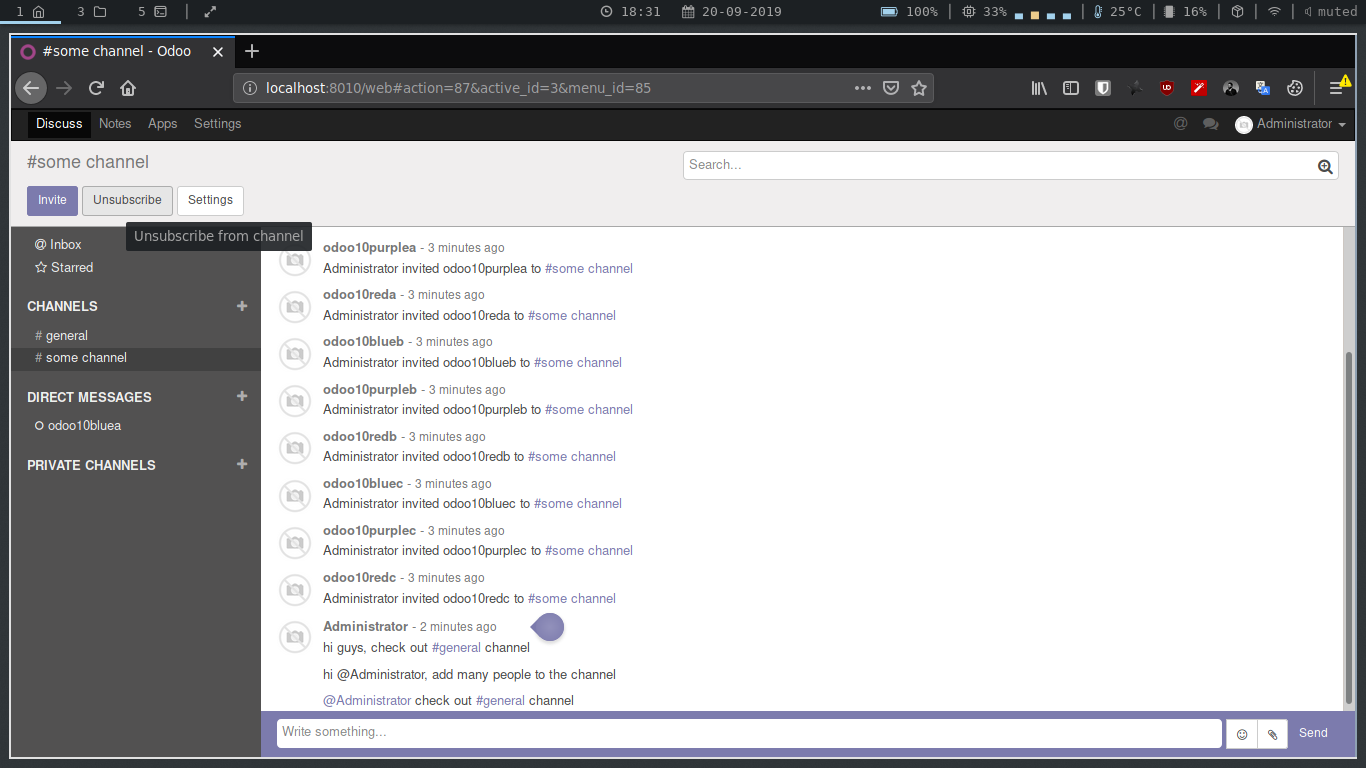 1 3 5 18:31 20-09-2019 100% 33% 25°C 16% muted
#some channel - Odoo
localhost:8010/web#action=87&active_id=3&menu_id=85
Discuss Notes Apps Settings @ Administrator
#some channel
Search...
Invite Unsubscribe Settings
Unsubscribe from channel
@ Inbox
Starred
CHANNELS +
# general
# some channel
DIRECT MESSAGES +
odoo10bluea
PRIVATE CHANNELS +
odoo10purplea - 3 minutes ago
Administrator invited odoo10purplea to #some channel
odoo10reda - 3 minutes ago
Administrator invited odoo10reda to #some channel
odoo10blueb - 3 minutes ago
Administrator invited odoo10blueb to #some channel
odoo10purpleb - 3 minutes ago
Administrator invited odoo10purpleb to #some channel
odoo10redb - 3 minutes ago
Administrator invited odoo10redb to #some channel
odoo10bluec - 3 minutes ago
Administrator invited odoo10bluec to #some channel
odoo10purplec - 3 minutes ago
Administrator invited odoo10purplec to #some channel
odoo10redc - 3 minutes ago
Administrator invited odoo10redc to #some channel
Administrator - 2 minutes ago
hi guys, check out #general channel
hi @Administrator, add many people to the channel
@Administrator check out #general channel
Write something...
Send